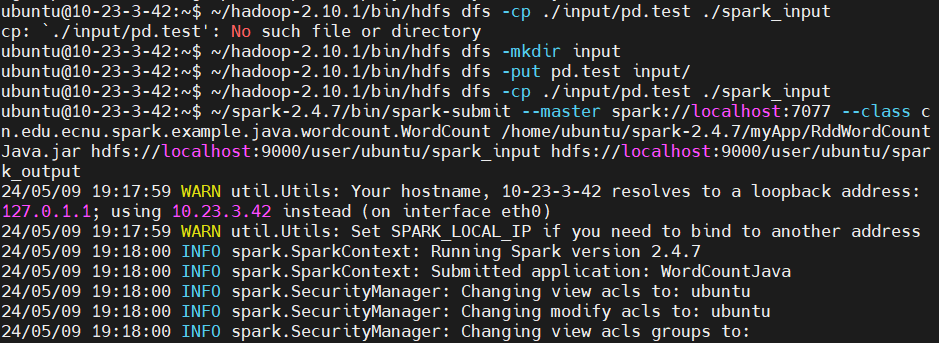 ubuntu@10-23-3-42:~$ ~/hadoop-2.10.1/bin/hdfs dfs -cp ./input/pd.test ./spark_input
cp: `./input/pd.test': No such file or directory
ubuntu@10-23-3-42:~$ ~/hadoop-2.10.1/bin/hdfs dfs -mkdir input
ubuntu@10-23-3-42:~$ ~/hadoop-2.10.1/bin/hdfs dfs -put pd.test input/
ubuntu@10-23-3-42:~$ ~/hadoop-2.10.1/bin/hdfs dfs -cp ./input/pd.test ./spark_input
ubuntu@10-23-3-42:~$ ~/spark-2.4.7/bin/spark-submit --master spark://localhost:7077 --class c
n.edu.ecnu.spark.example.java.wordcount.WordCount /home/ubuntu/spark-2.4.7/myApp/RddWordCount
Java.jar hdfs://localhost:9000/user/ubuntu/spark_input hdfs://localhost:9000/user/ubuntu/spar
k_output
24/05/09 19:17:59 WARN util.Utils: Your hostname, 10-23-3-42 resolves to a loopback address:
127.0.1.1; using 10.23.3.42 instead (on interface eth0)
24/05/09 19:17:59 WARN util.Utils: Set SPARK_LOCAL_IP if you need to bind to another address
24/05/09 19:18:00 INFO spark.SparkContext: Running Spark version 2.4.7
24/05/09 19:18:00 INFO spark.SparkContext: Submitted application: WordCountJava
24/05/09 19:18:00 INFO spark.SecurityManager: Changing view acls to: ubuntu
24/05/09 19:18:00 INFO spark.SecurityManager: Changing modify acls to: ubuntu
24/05/09 19:18:00 INFO spark.SecurityManager: Changing view acls groups to: